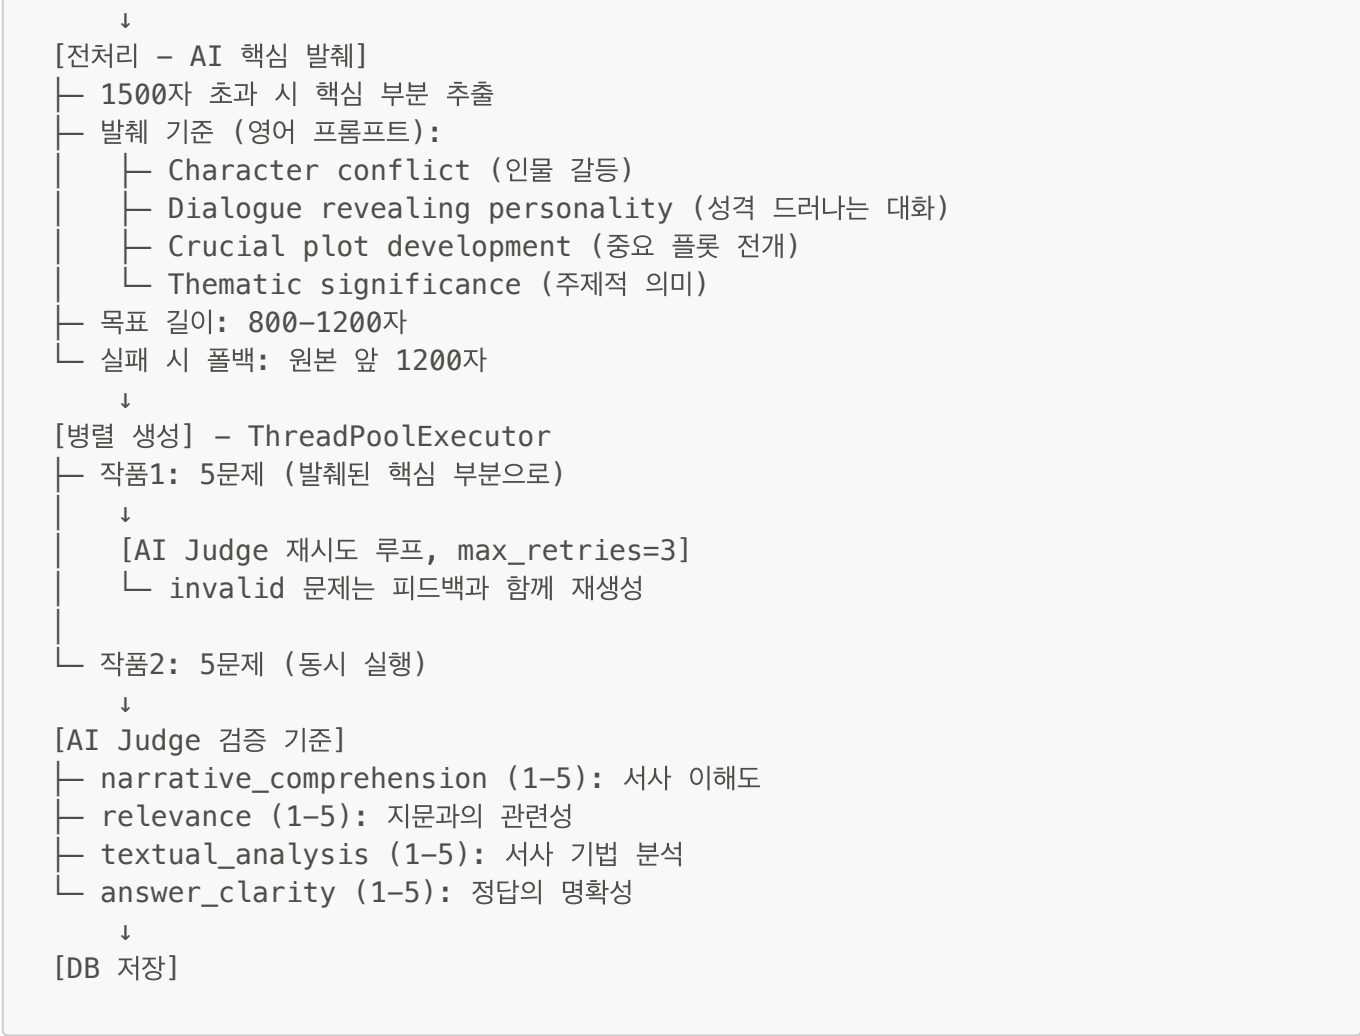 ↓
[전처리 – AI 핵심 발췌]
├─ 1500자 초과 시 핵심 부분 추출
├─ 발췌 기준 (영어 프롬프트):
│   ├─ Character conflict (인물 갈등)
│   ├─ Dialogue revealing personality (성격 드러나는 대화)
│   ├─ Crucial plot development (중요 플롯 전개)
│   └─ Thematic significance (주제적 의미)
├─ 목표 길이: 800–1200자
└─ 실패 시 폴백: 원본 앞 1200자
↓
[병렬 생성] – ThreadPoolExecutor
├─ 작품1: 5문제 (발췌된 핵심 부분으로)
│   ↓
│   [AI Judge 재시도 루프, max_retries=3]
│   └─ invalid 문제는 피드백과 함께 재생성
│
└─ 작품2: 5문제 (동시 실행)
↓
[AI Judge 검증 기준]
├─ narrative_comprehension (1–5): 서사 이해도
├─ relevance (1–5): 지문과의 관련성
├─ textual_analysis (1–5): 서사 기법 분석
└─ answer_clarity (1–5): 정답의 명확성
↓
[DB 저장]